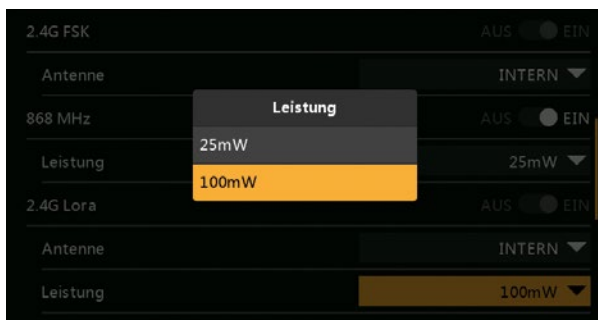 2.4G FSK AUS EIN
Antenne INTERN
Leistung
868 MHz AUS EIN
25mW
Leistung 25mW
100mW
2.4G Lora AUS EIN
Antenne INTERN
Leistung 100mW